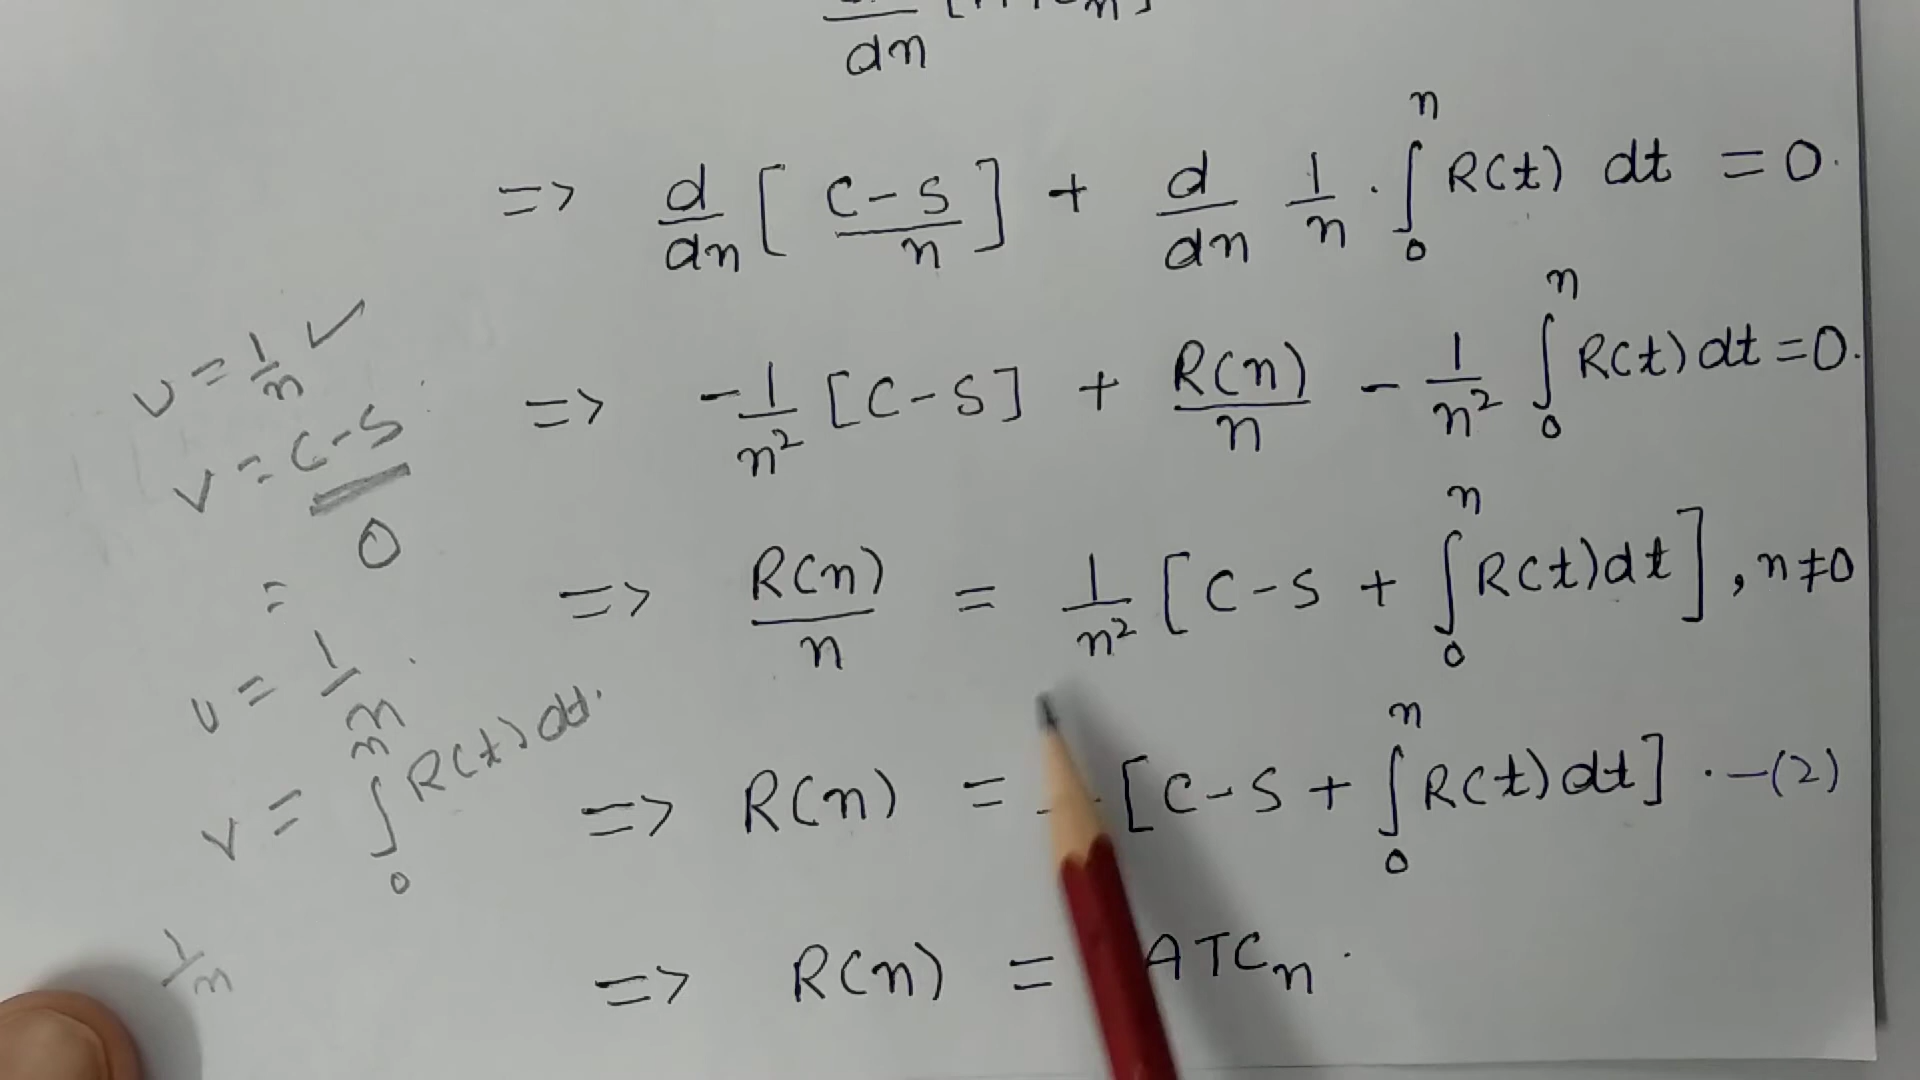 dn
=> d/dn [C-S/n] + d/dn 1/n . ∫₀ⁿ R(t) dt = 0.
=> -1/n² [C-S] + R(n)/n - 1/n² ∫₀ⁿ R(t) dt = 0.
=> R(n)/n = 1/n² [C-S + ∫₀ⁿ R(t) dt], n≠0
=> R(n) = [C-S + ∫₀ⁿ R(t) dt] . -(2)
=> R(n) = ATCₙ .
u = 1/n ✓
v = C-S
0
=
u = 1/n
v = ∫₀ⁿ R(t) dt.
1/n